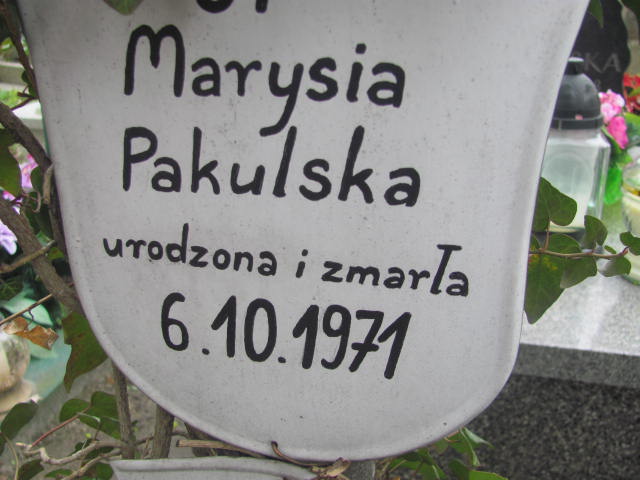 Marysia
Pakulska
urodzona i zmarła
6.10.1971